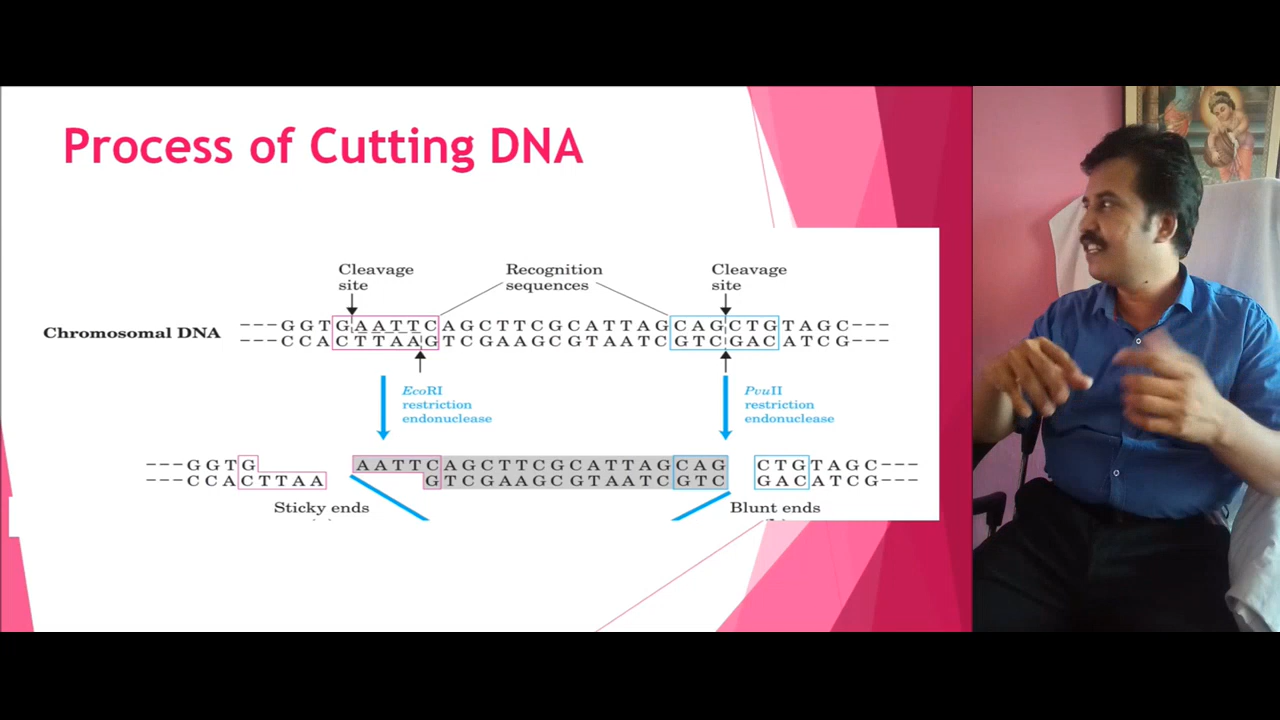 Process of Cutting DNA
Cleavage site
Recognition sequences
Cleavage site
Chromosomal DNA
---GGTGAATTCAGCTTCGCATTAGCAGCTGTAGC---
---CCACTTAAGTCGAAGCGTAATCGTCGACATCG---
EcoRI restriction endonuclease
PvuII restriction endonuclease
---GGTG AATTCAGCTTCGCATTAGCAG CTGTAGC---
---CCACTTAA GTCGAAGCGTAATCGTC GACATCG---
Sticky ends
Blunt ends